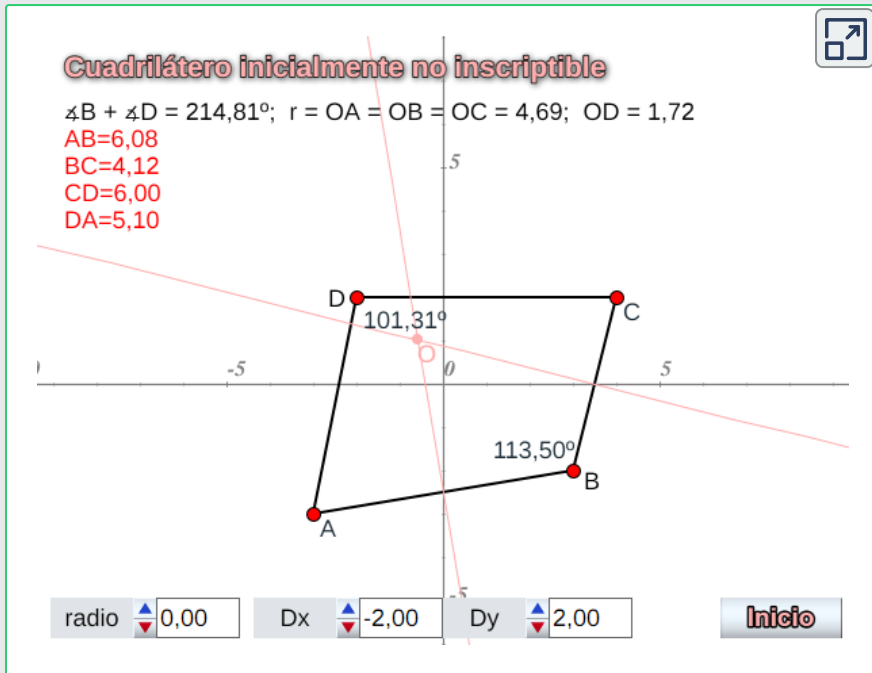 Cuadrilátero inicialmente no inscriptible
∡B + ∡D = 214,81º; r = OA = OB = OC = 4,69; OD = 1,72
AB=6,08
BC=4,12
CD=6,00
DA=5,10
5
D
C
101,31º
O
-5
0
5
113,50º
B
A
-5
radio 0,00 Dx -2,00 Dy 2,00 Inicio